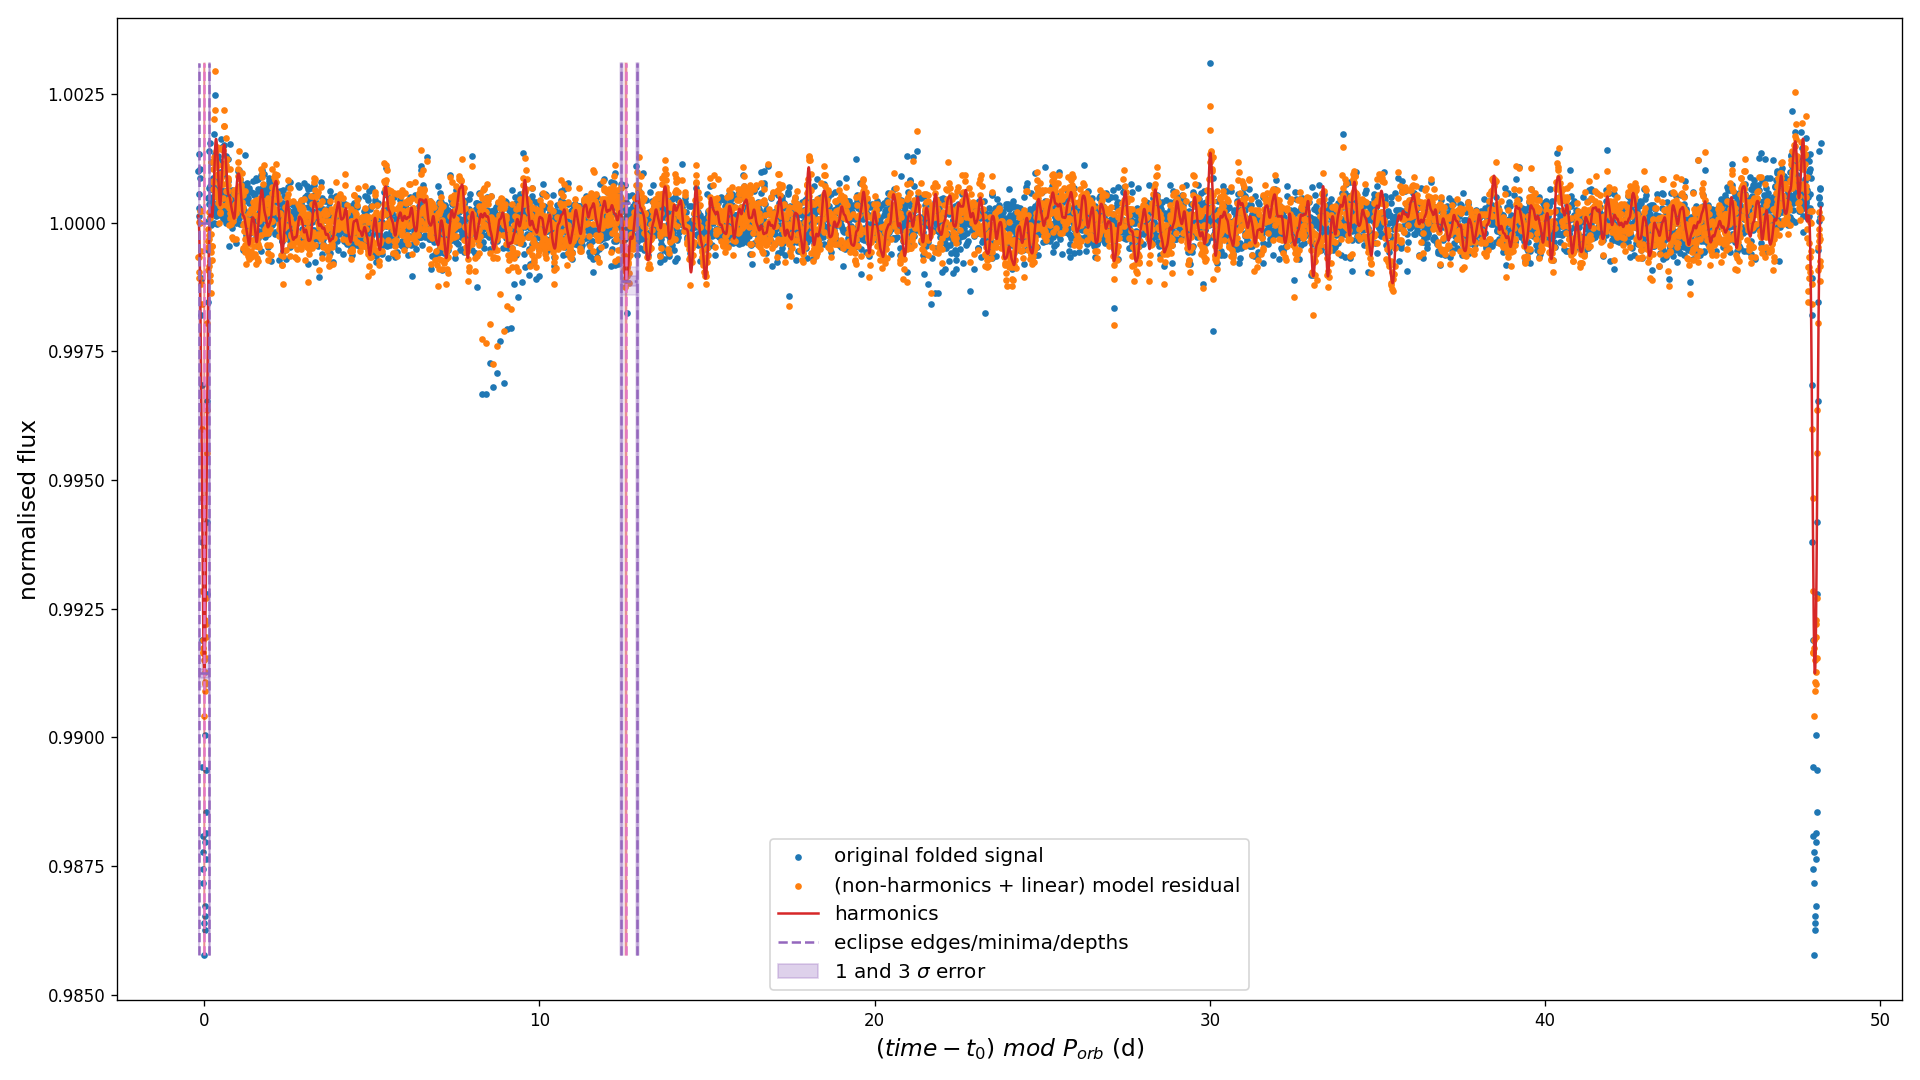 normalised flux
1.0025
1.0000
0.9975
0.9950
0.9925
0.9900
0.9875
0.9850
original folded signal
(non-harmonics + linear) model residual
harmonics
eclipse edges/minima/depths
1 and 3 σ error
0 10 20 30 40 50
(time − t₀) mod Pₒᵣb (d)